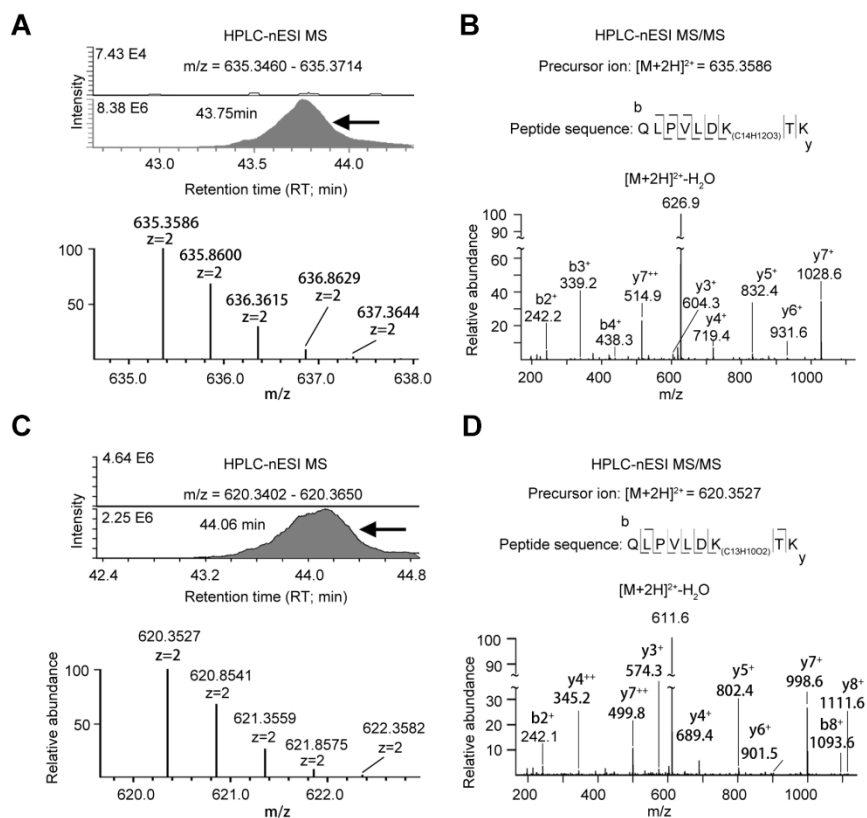 A
HPLC-nESI MS
7.43 E4
m/z = 635.3460 - 635.3714
8.38 E6
43.75min
Intensity
43.0 43.5 44.0
Retention time (RT; min)
635.3586
z=2
635.8600
z=2
636.3615
z=2
636.8629
z=2
637.3644
z=2
100
50
635.0 636.0 637.0 638.0
m/z
B
HPLC-nESI MS/MS
Precursor ion: [M+2H]2+ = 635.3586
b
Peptide sequence: QLPVLDK(C14H12O3)TK
y
[M+2H]2+-H2O
626.9
Relative abundance
100
80
60
40
20
b2+
242.2
b3+
339.2
b4+
438.3
y7++
514.9
y3+
604.3
y4+
719.4
y5+
832.4
y6+
931.6
y7+
1028.6
200 400 600 800 1000
m/z
C
HPLC-nESI MS
4.64 E6
m/z = 620.3402 - 620.3650
2.25 E6
44.06 min
Intensity
42.4 43.2 44.0 44.8
Retention time (RT; min)
Relative abundance
100
50
620.3527
z=2
620.8541
z=2
621.3559
z=2
621.8575
z=2
622.3582
z=2
620.0 621.0 622.0
m/z
D
HPLC-nESI MS/MS
Precursor ion: [M+2H]2+ = 620.3527
b
Peptide sequence: QLPVLDK(C13H10O2)TK
y
[M+2H]2+-H2O
611.6
Relative abundance
100
80
30
20
10
b2+
242.1
y4++
345.2
y7++
499.8
y3+
574.3
y4+
689.4
y5+
802.4
y6+
901.5
y7+
998.6
b8+
1093.6
y8+
1111.6
200 400 600 800 1000
m/z